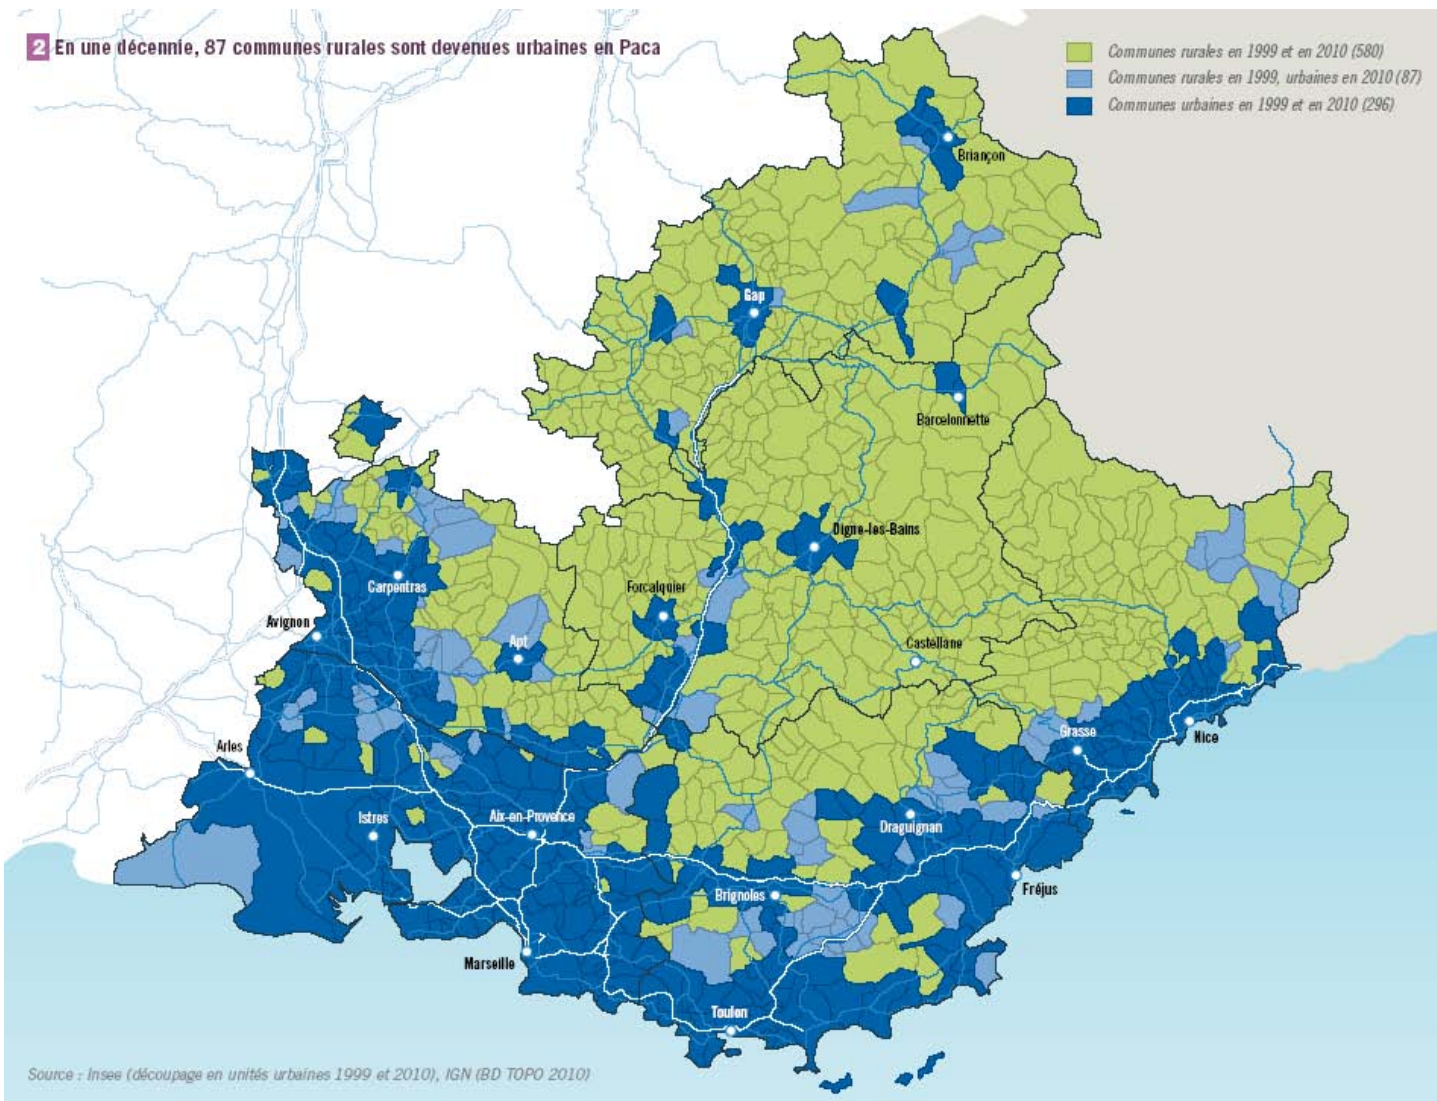 2 En une décennie, 87 communes rurales sont devenues urbaines en Paca
Communes rurales en 1999 et en 2010 (580)
Communes rurales en 1999, urbaines en 2010 (87)
Communes urbaines en 1999 et en 2010 (296)
Briançon
Gap
Barcelonnette
Digne-les-Bains
Carpentras
Forcalquier
Avignon
Apt
Castellane
Grasse
Nice
Arles
Istres
Aix-en-Provence
Draguignan
Fréjus
Brignoles
Marseille
Toulon
Source : Insee (découpage en unités urbaines 1999 et 2010), IGN (BD TOPO 2010)